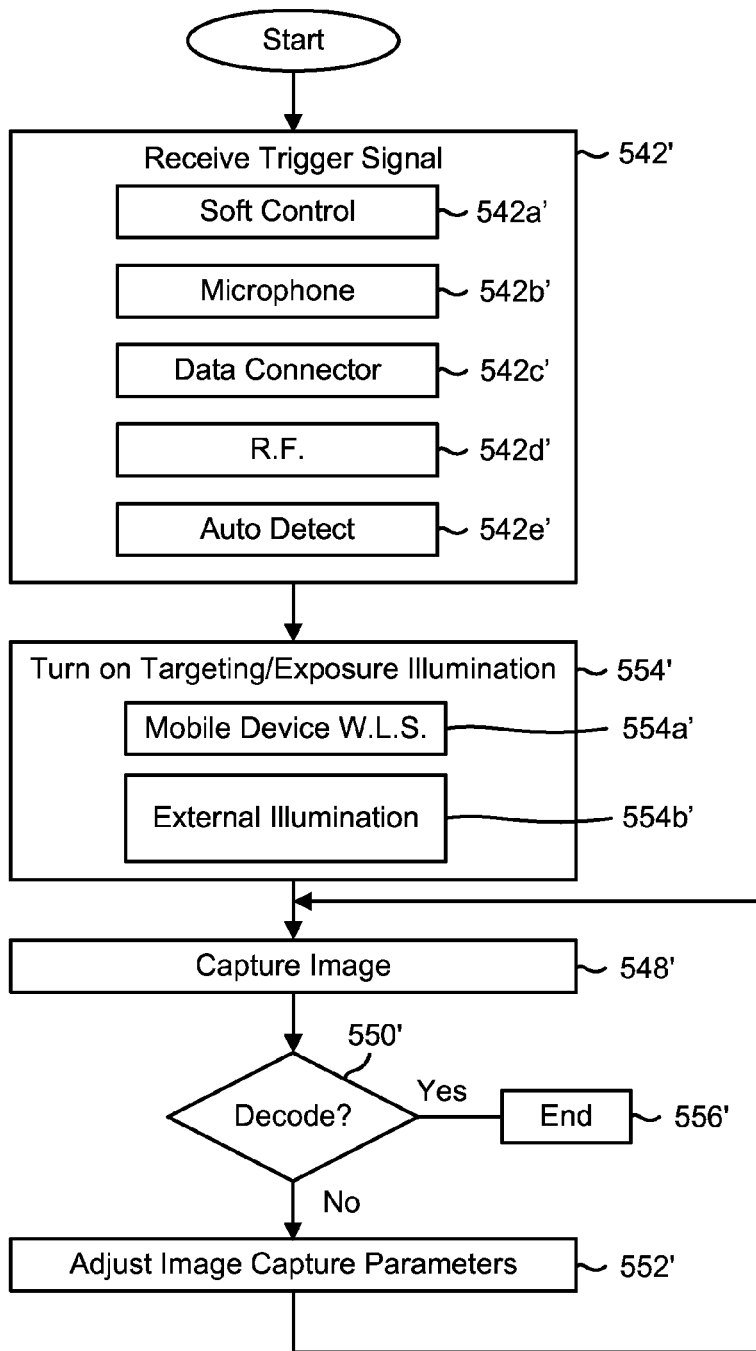 Start
Receive Trigger Signal
542'
Soft Control
542a’
Microphone
542b’
Data Connector
542c’
R.F.
542d’
Auto Detect
542e’
Turn on Targeting/Exposure Illumination
554'
Mobile Device W.L.S.
554a’
External Illumination
554b’
Capture Image
548'
550'
Decode?
Yes
End
556'
No
Adjust Image Capture Parameters
552'